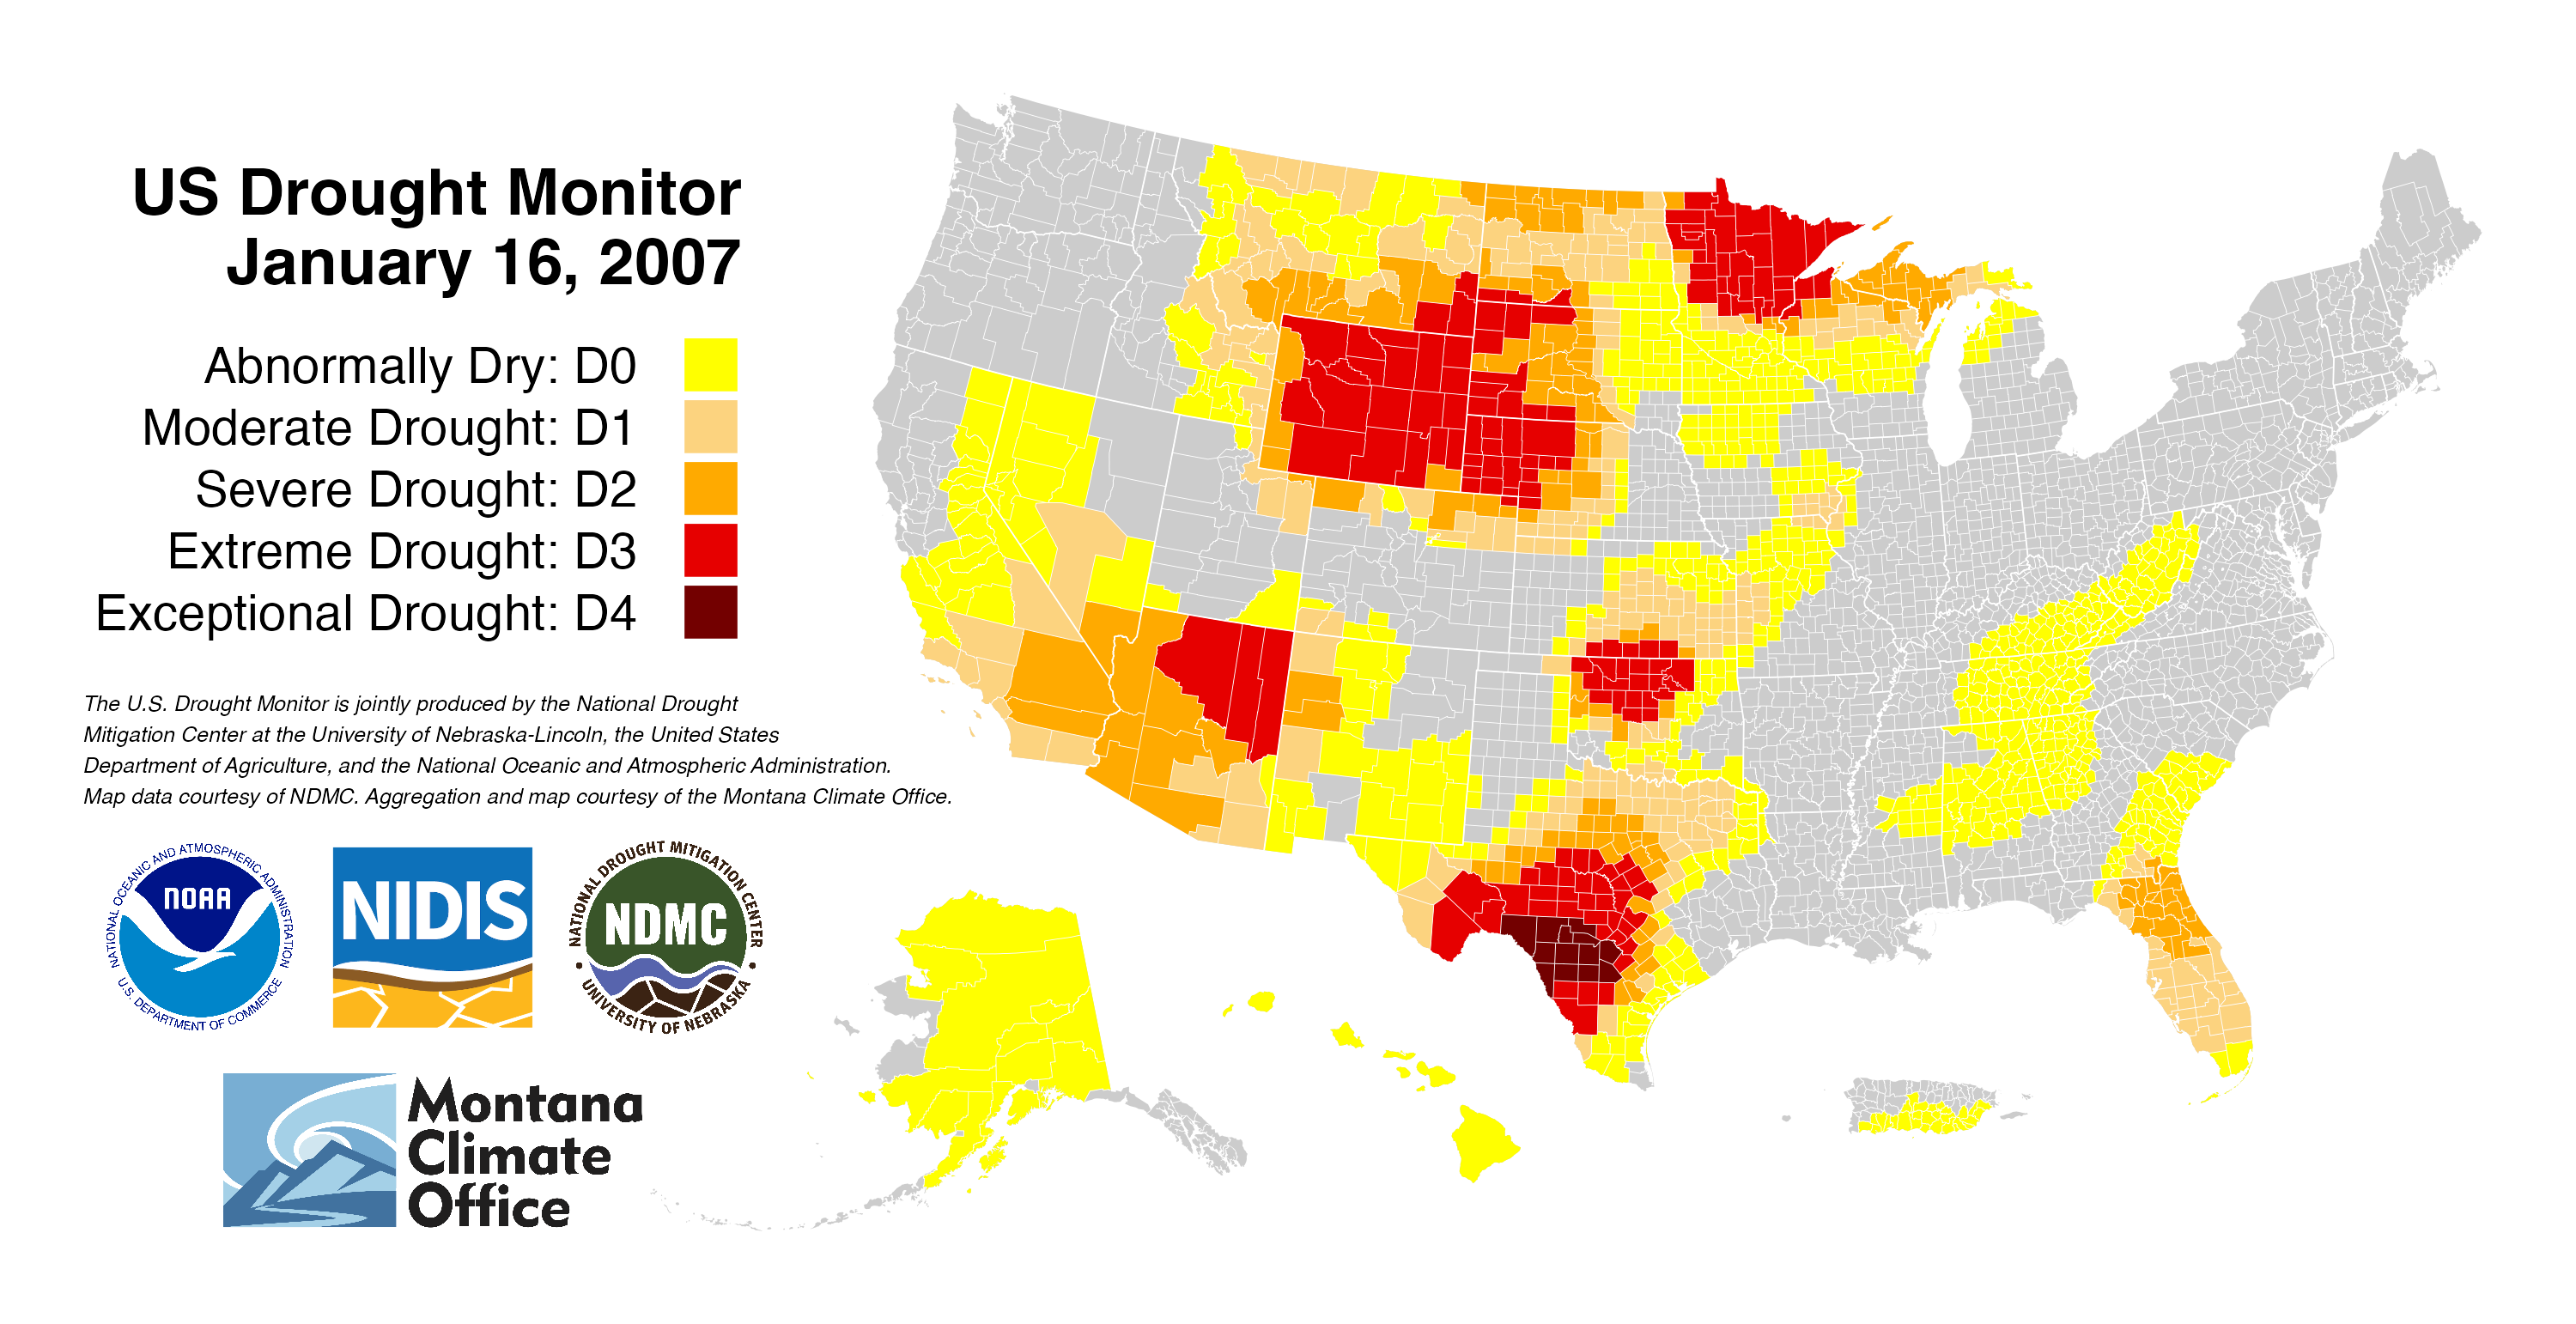 US Drought Monitor
January 16, 2007
Abnormally Dry: D0
Moderate Drought: D1
Severe Drought: D2
Extreme Drought: D3
Exceptional Drought: D4
The U.S. Drought Monitor is jointly produced by the National Drought
Mitigation Center at the University of Nebraska-Lincoln, the United States
Department of Agriculture, and the National Oceanic and Atmospheric Administration.
Map data courtesy of NDMC. Aggregation and map courtesy of the Montana Climate Office.
NATIONAL OCEANIC AND ATMOSPHERIC ADMINISTRATION
NOAA
U.S. DEPARTMENT OF COMMERCE
NIDIS
NATIONAL DROUGHT MITIGATION CENTER
NDMC
UNIVERSITY OF NEBRASKA
Montana
Climate
Office